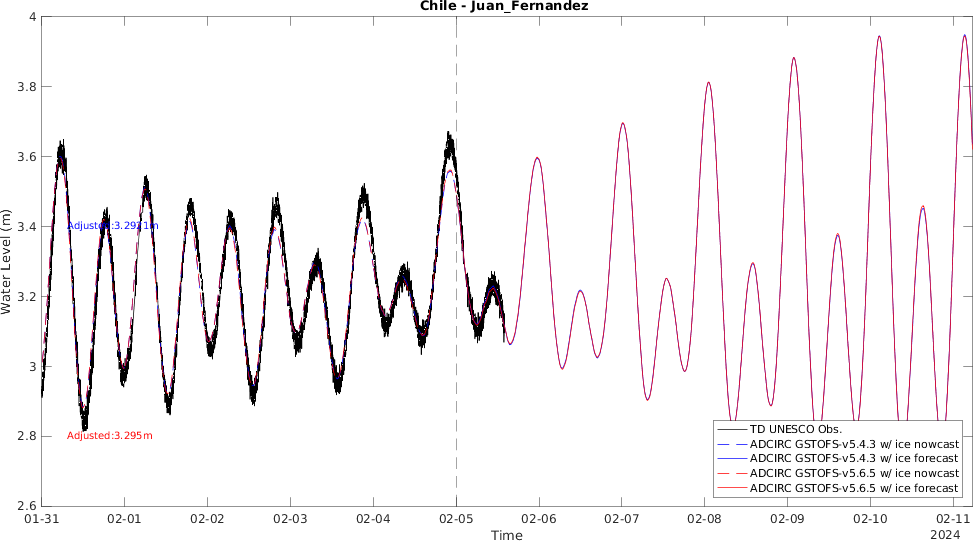 Chile - Juan_Fernandez
4
3.8
3.6
3.4
3.2
3
2.8
2.6
Water Level (m)
Adjusted:3.2921m
Adjusted:3.295m
TD UNESCO Obs.
ADCIRC GSTOFS-v5.4.3 w/ ice nowcast
ADCIRC GSTOFS-v5.4.3 w/ ice forecast
ADCIRC GSTOFS-v5.6.5 w/ ice nowcast
ADCIRC GSTOFS-v5.6.5 w/ ice forecast
01-31 02-01 02-02 02-03 02-04 02-05 02-06 02-07 02-08 02-09 02-10 02-11
Time
2024